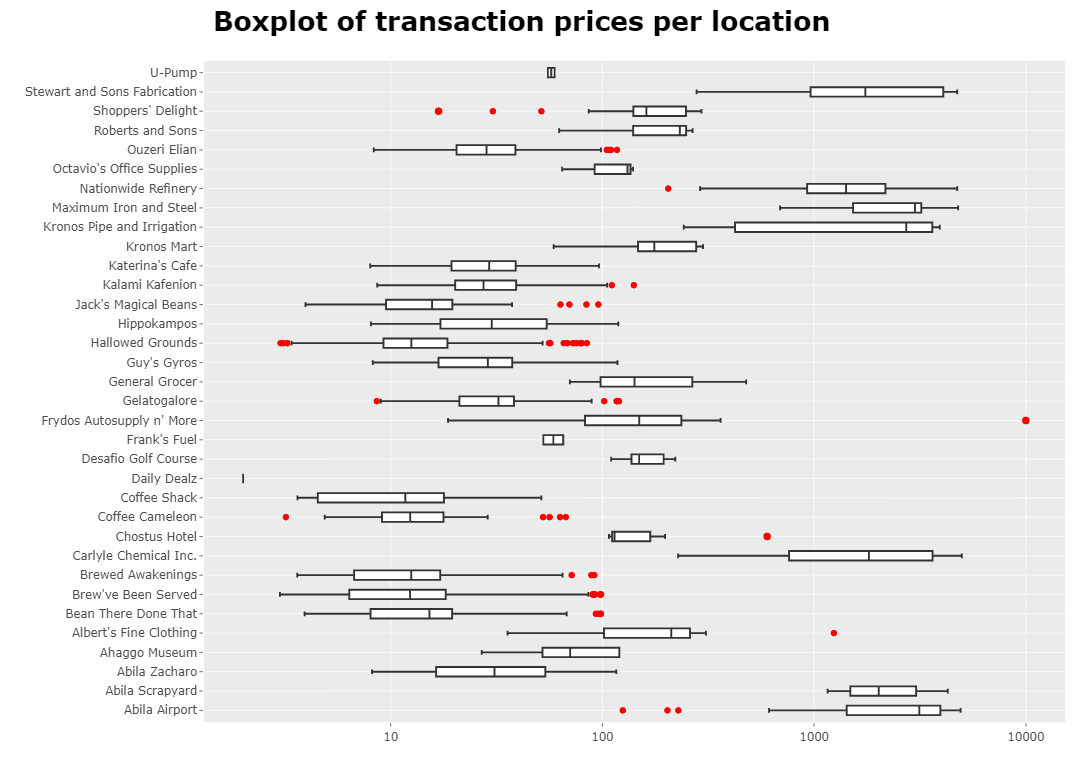 Boxplot of transaction prices per location
U-Pump
Stewart and Sons Fabrication
Shoppers' Delight
Roberts and Sons
Ouzeri Elian
Octavio's Office Supplies
Nationwide Refinery
Maximum Iron and Steel
Kronos Pipe and Irrigation
Kronos Mart
Katerina's Cafe
Kalami Kafenion
Jack's Magical Beans
Hippokampos
Hallowed Grounds
Guy's Gyros
General Grocer
Gelatogalore
Frydos Autosupply n' More
Frank's Fuel
Desafio Golf Course
Daily Dealz
Coffee Shack
Coffee Cameleon
Chostus Hotel
Carlyle Chemical Inc.
Brewed Awakenings
Brew've Been Served
Bean There Done That
Albert's Fine Clothing
Ahaggo Museum
Abila Zacharo
Abila Scrapyard
Abila Airport
10 100 1000 10000